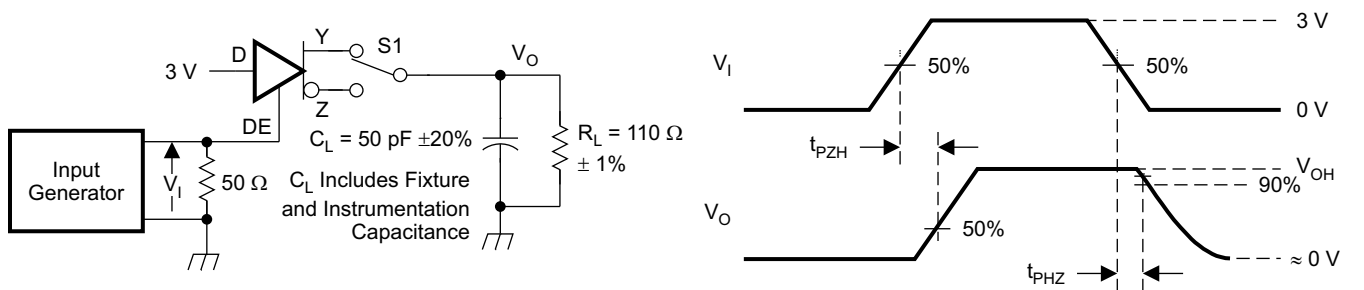 Y
S1
D
3 V
V_O
Z
DE
C_L = 50 pF ±20%
R_L = 110 Ω
± 1%
Input
Generator
V_I
50 Ω
C_L Includes Fixture
and Instrumentation
Capacitance
3 V
V_I
50%
50%
0 V
t_PZH
V_OH
90%
V_O
50%
≈ 0 V
t_PHZ